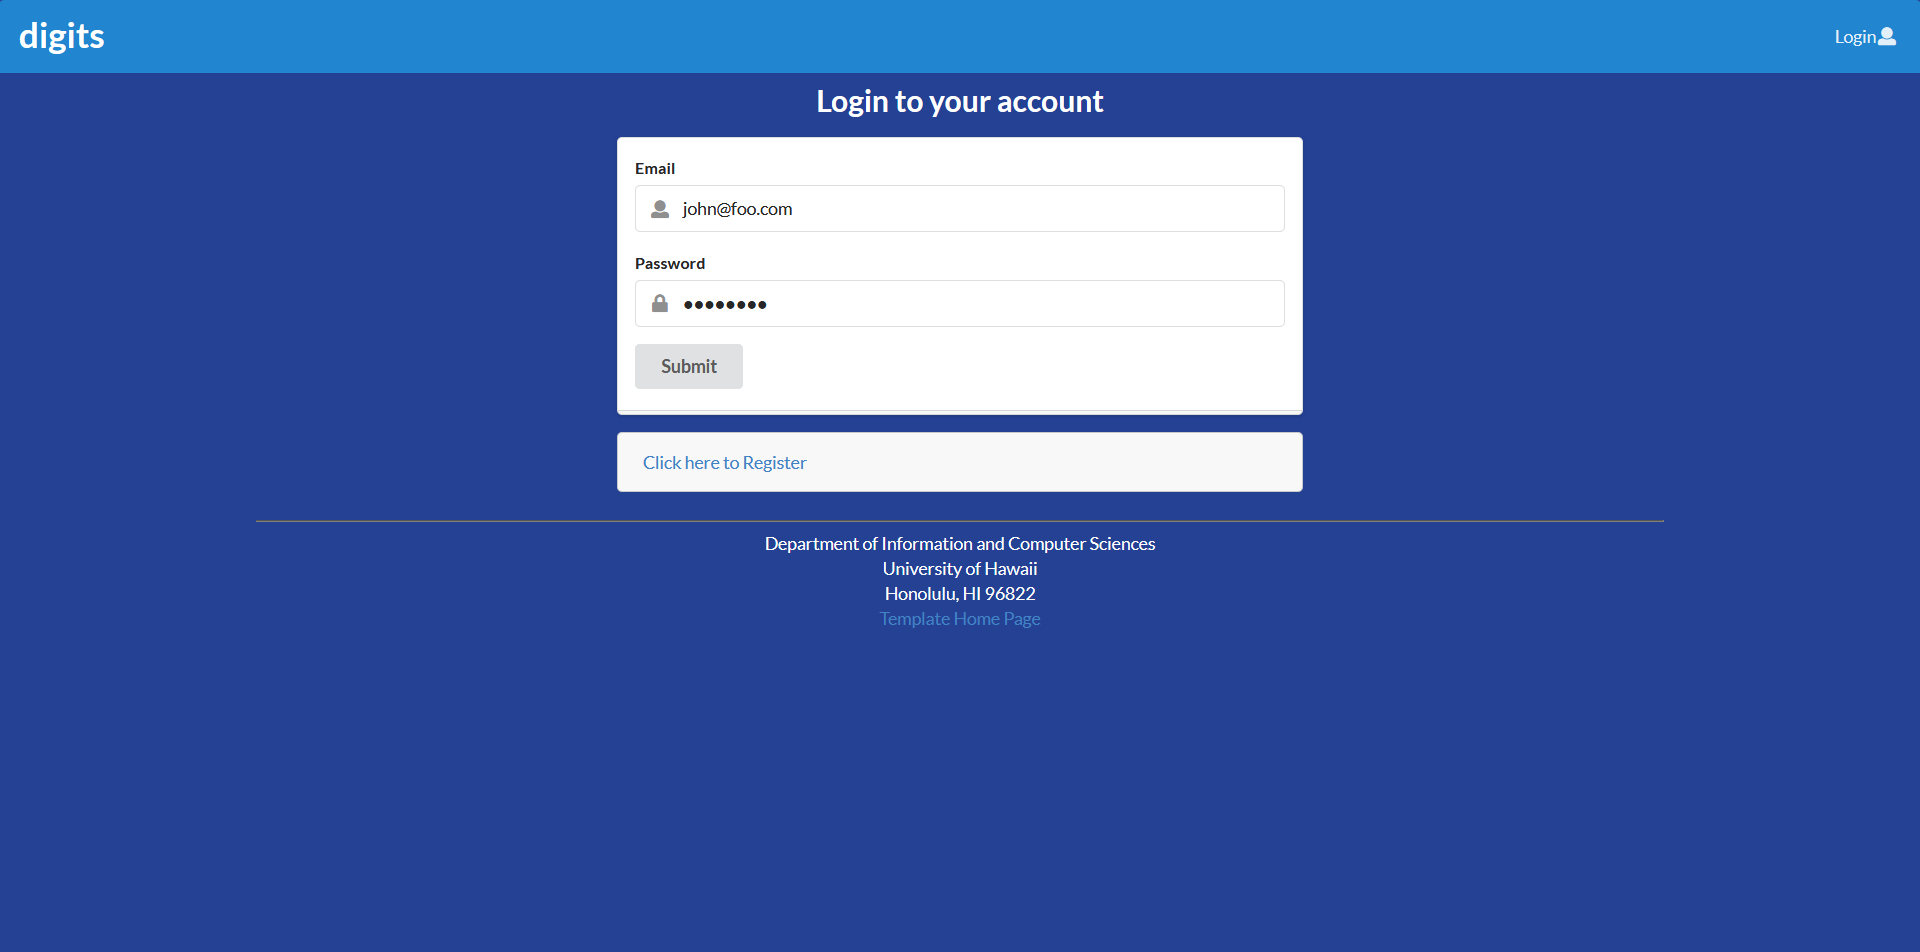 digits
Login
Login to your account
Email
john@foo.com
Password
••••••••
Submit
Click here to Register
Department of Information and Computer Sciences
University of Hawaii
Honolulu, HI 96822
Template Home Page